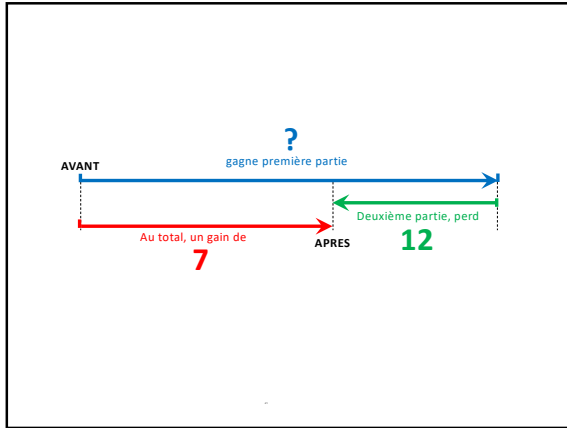 ?
gagne première partie
AVANT
Deuxième partie, perd
12
Au total, un gain de
7
APRES